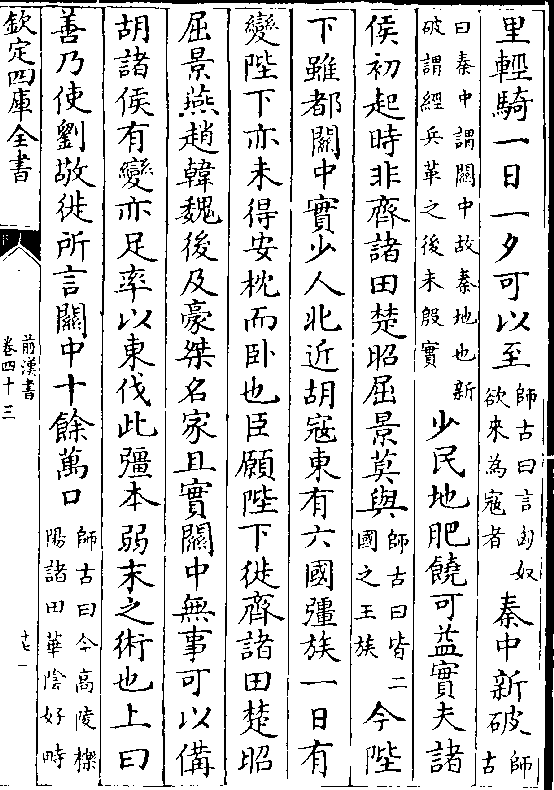 里輕騎一日一夕可以至師古曰言匈奴欲來為寇者秦中新破師古
曰秦中謂關中故秦地也新破謂經兵革之後未殷實少民地肥饒可益實夫諸
侯初起時非齊諸田楚昭屈景莫與師古曰皆二國之王族今陛
下雖都關中實少人北近胡寇東有六國彊族一日有
變陛下亦未得安枕而卧也臣願陛下徙齊諸田楚昭
屈景燕趙韓魏後及豪桀名家且實關中無事可以備
胡諸侯有變亦足率以東伐此彊本弱末之術也上曰
善乃使劉敬徙所言關中十餘萬口師古曰今高陵櫟陽諸田華陰好畤
欽定四庫全書
前漢書
卷四十三
十七